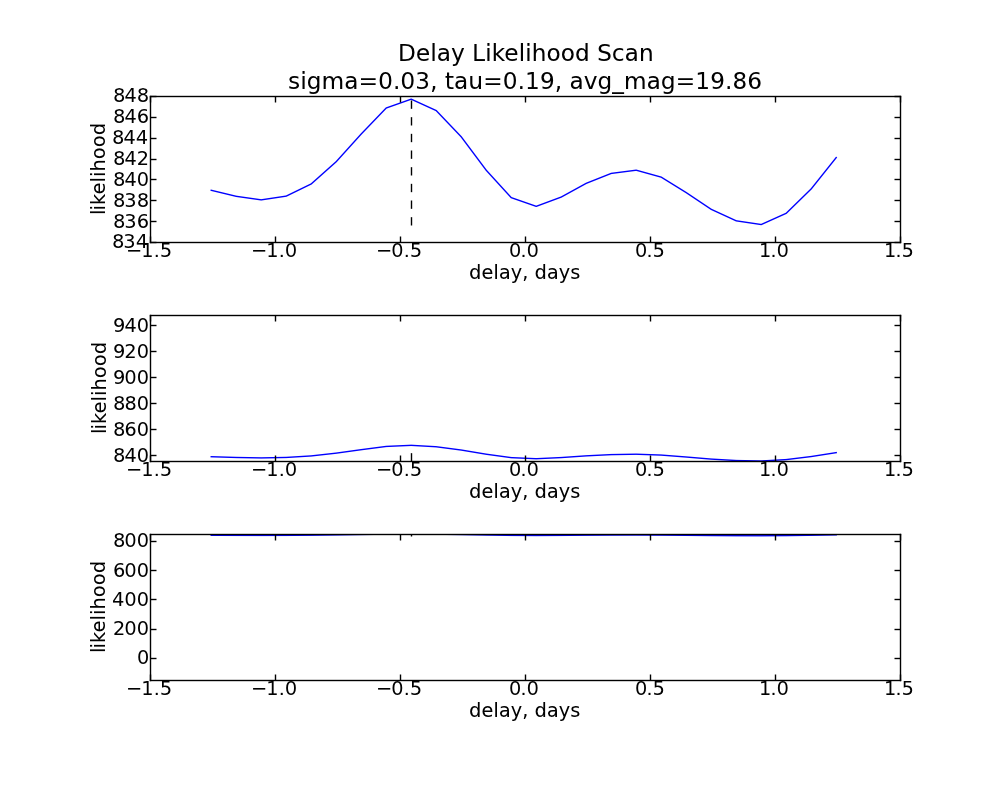 Delay Likelihood Scan
sigma=0.03, tau=0.19, avg_mag=19.86
848
846
844
842
840
838
836
834
likelihood
−1.5 −1.0 −0.5 0.0 0.5 1.0 1.5
delay, days
940
920
900
880
860
840
likelihood
−1.5 −1.0 −0.5 0.0 0.5 1.0 1.5
delay, days
800
600
400
200
0
likelihood
−1.5 −1.0 −0.5 0.0 0.5 1.0 1.5
delay, days